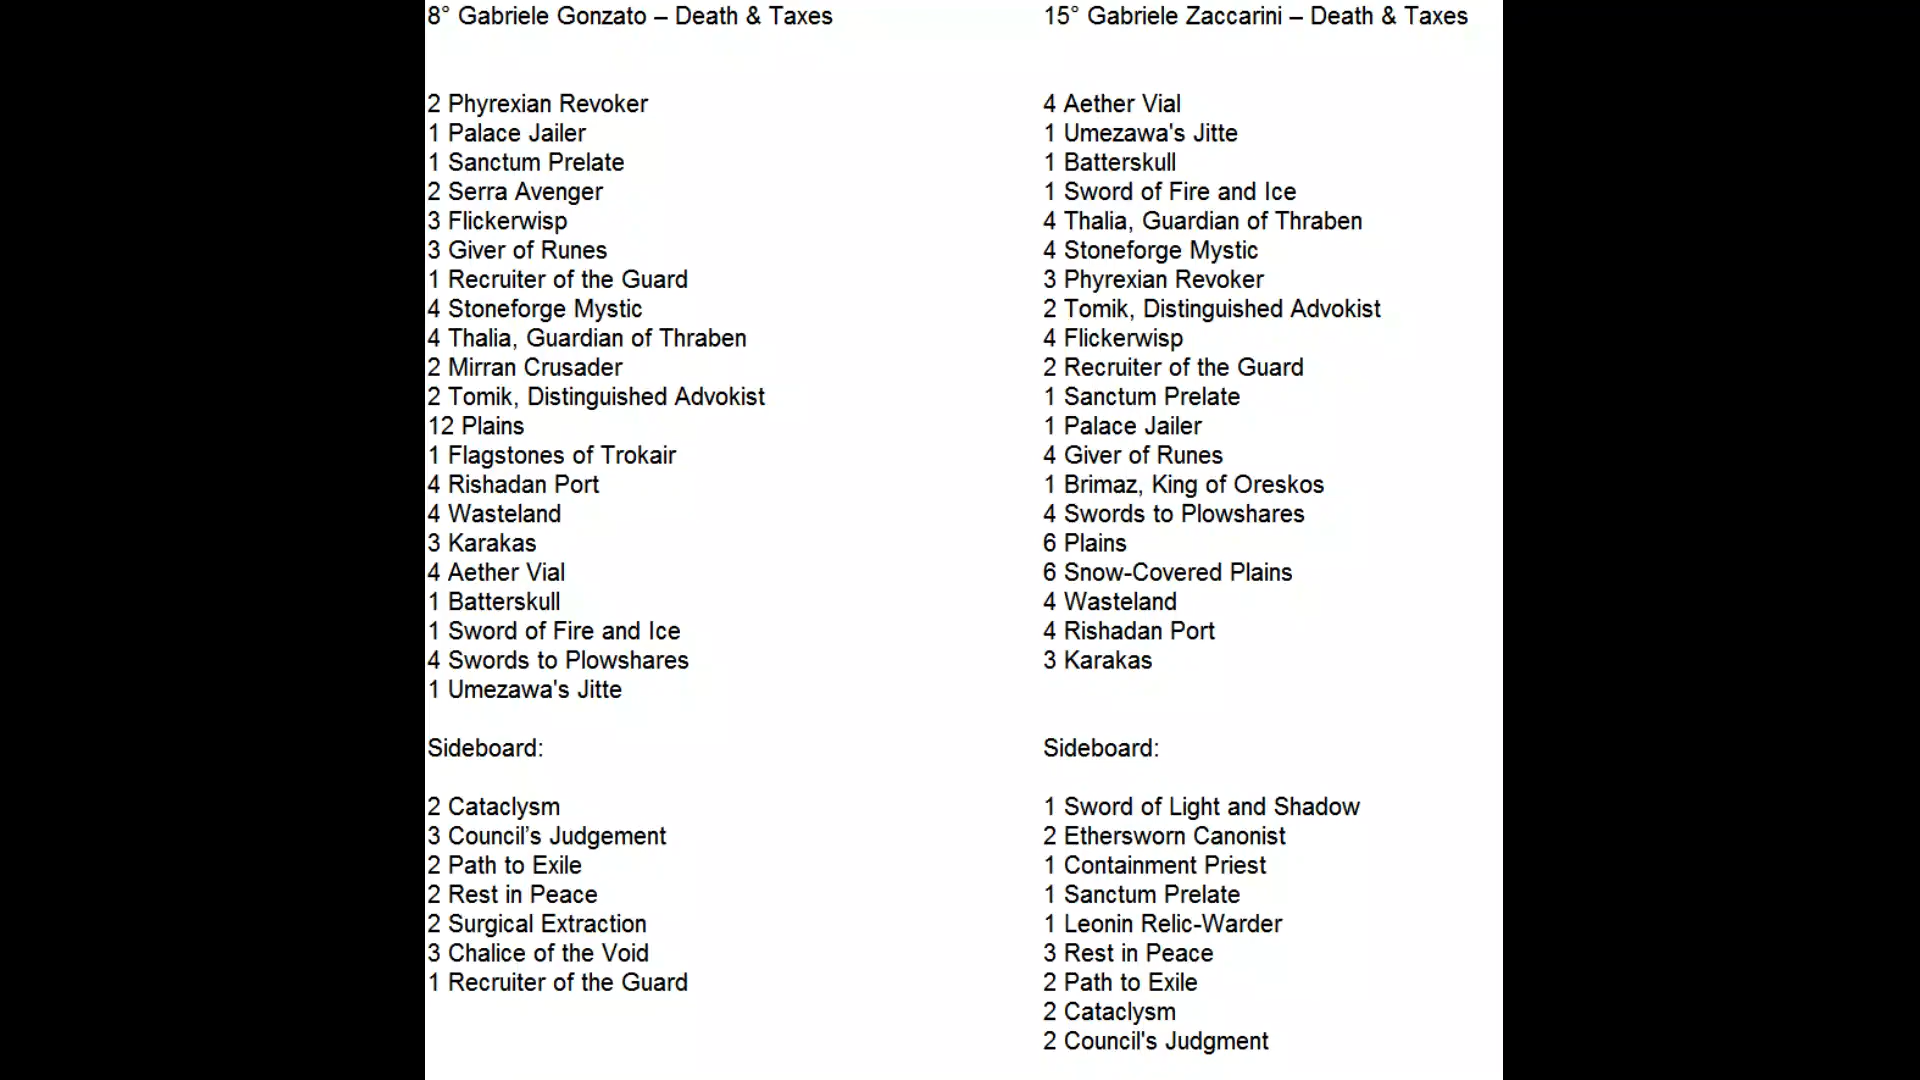 8° Gabriele Gonzato – Death & Taxes
2 Phyrexian Revoker
1 Palace Jailer
1 Sanctum Prelate
2 Serra Avenger
3 Flickerwisp
3 Giver of Runes
1 Recruiter of the Guard
4 Stoneforge Mystic
4 Thalia, Guardian of Thraben
2 Mirran Crusader
2 Tomik, Distinguished Advokist
12 Plains
1 Flagstones of Trokair
4 Rishadan Port
4 Wasteland
3 Karakas
4 Aether Vial
1 Batterskull
1 Sword of Fire and Ice
4 Swords to Plowshares
1 Umezawa's Jitte
Sideboard:
2 Cataclysm
3 Council’s Judgement
2 Path to Exile
2 Rest in Peace
2 Surgical Extraction
3 Chalice of the Void
1 Recruiter of the Guard
15° Gabriele Zaccarini – Death & Taxes
4 Aether Vial
1 Umezawa's Jitte
1 Batterskull
1 Sword of Fire and Ice
4 Thalia, Guardian of Thraben
4 Stoneforge Mystic
3 Phyrexian Revoker
2 Tomik, Distinguished Advokist
4 Flickerwisp
2 Recruiter of the Guard
1 Sanctum Prelate
1 Palace Jailer
4 Giver of Runes
1 Brimaz, King of Oreskos
4 Swords to Plowshares
6 Plains
6 Snow-Covered Plains
4 Wasteland
4 Rishadan Port
3 Karakas
Sideboard:
1 Sword of Light and Shadow
2 Ethersworn Canonist
1 Containment Priest
1 Sanctum Prelate
1 Leonin Relic-Warder
3 Rest in Peace
2 Path to Exile
2 Cataclysm
2 Council's Judgment